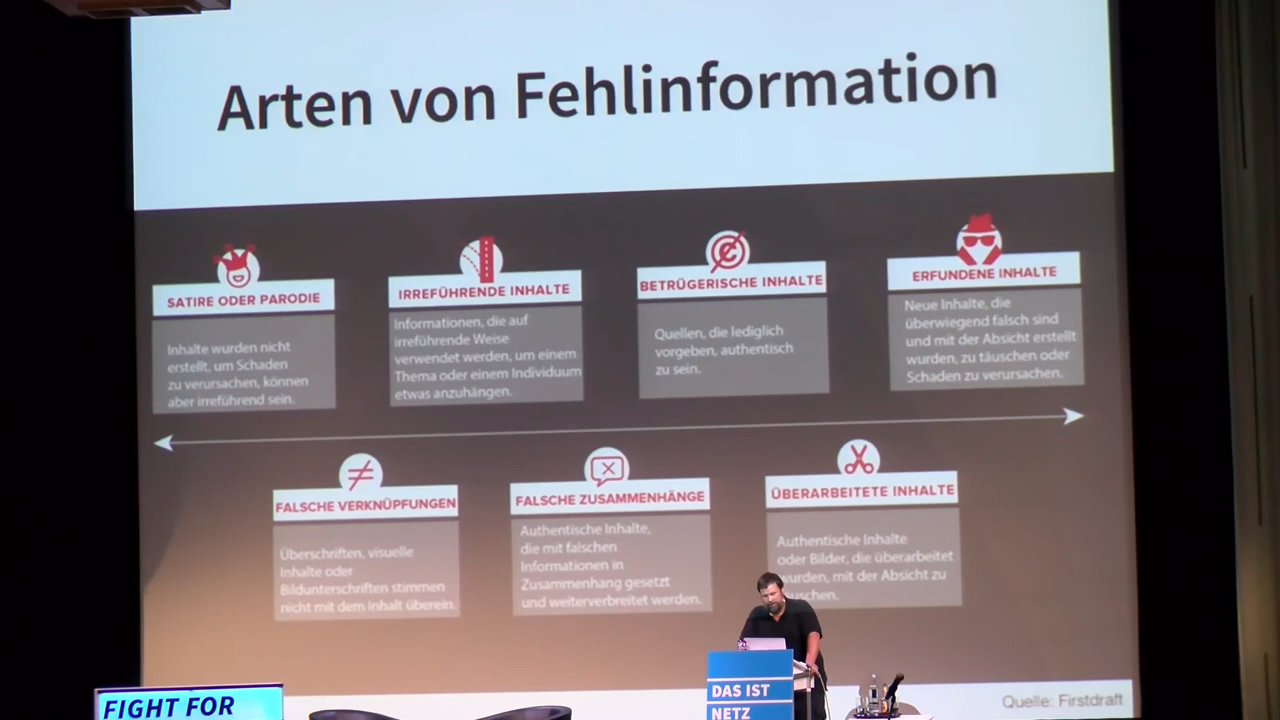 Arten von Fehlinformation
SATIRE ODER PARODIE
Inhalte wurden nicht
erstellt, um Schaden
zu verursachen, können
aber irreführend sein.
IRREFÜHRENDE INHALTE
Informationen, die auf
irreführende Weise
verwendet werden, um einem
Thema oder einem Individuum
etwas anzuhängen.
BETRÜGERISCHE INHALTE
Quellen, die lediglich
vorgeben, authentisch
zu sein.
ERFUNDENE INHALTE
Neue Inhalte, die
überwiegend falsch sind
und mit der Absicht erstellt
wurden, zu täuschen oder
Schaden zu verursachen.
FALSCHE VERKNÜPFUNGEN
Überschriften, visuelle
Inhalte oder
Bildunterschriften stimmen
nicht mit dem Inhalt überein.
FALSCHE ZUSAMMENHÄNGE
Authentische Inhalte,
die mit falschen
Informationen in
Zusammenhang gesetzt
und weiterverbreitet werden.
ÜBERARBEITETE INHALTE
Authentische Inhalte
oder Bilder, die überarbeitet
wurden, mit der Absicht zu
Quelle: Firstdraft
FIGHT FOR
DAS IST
NETZ